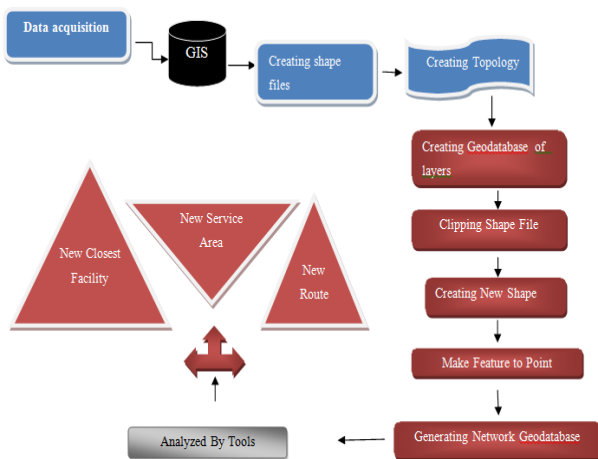 Data acquisition
GIS
Creating shape
files
Creating Topology
Creating Geodatabase of
layers
Clipping Shape File
Creating New Shape
Make Feature to Point
Generating Network Geodatabase
Analyzed By Tools
New Closest
Facility
New Service
Area
New
Route